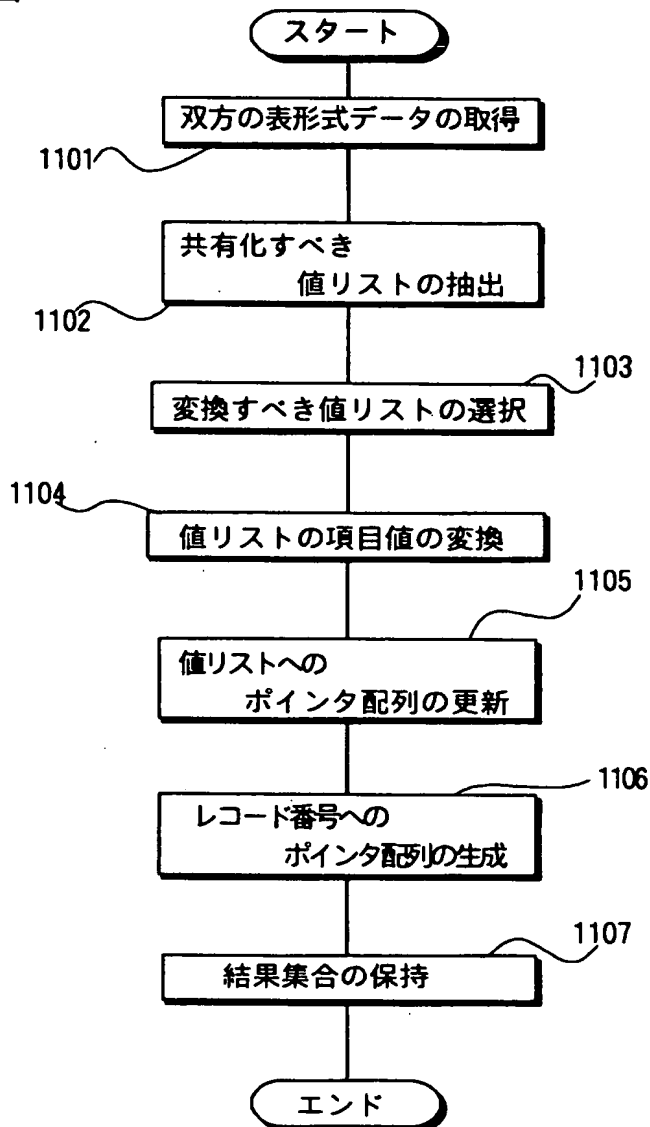 スタート
双方の表形式データの取得
1101
共有化すべき
値リストの抽出
1102
1103
変換すべき値リストの選択
1104
値リストの項目値の変換
1105
値リストへの
ポインタ配列の更新
1106
レコード番号への
ポインタ配列の生成
1107
結果集合の保持
エンド